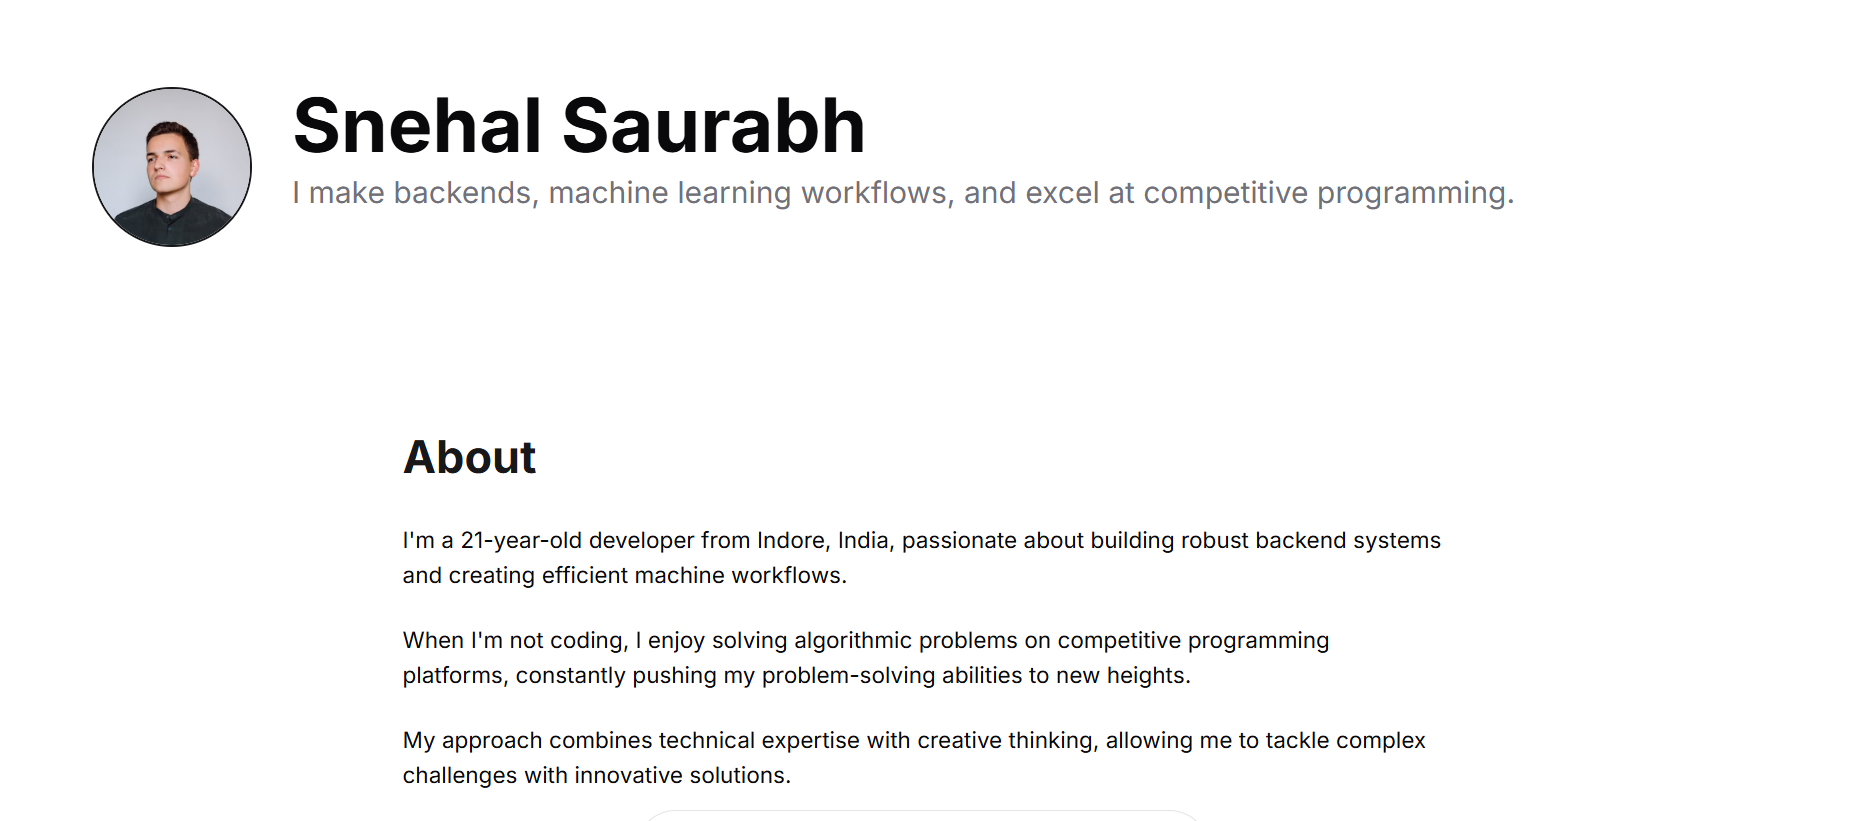 Snehal Saurabh
I make backends, machine learning workflows, and excel at competitive programming.
About
I'm a 21-year-old developer from Indore, India, passionate about building robust backend systems
and creating efficient machine workflows.
When I'm not coding, I enjoy solving algorithmic problems on competitive programming
platforms, constantly pushing my problem-solving abilities to new heights.
My approach combines technical expertise with creative thinking, allowing me to tackle complex
challenges with innovative solutions.